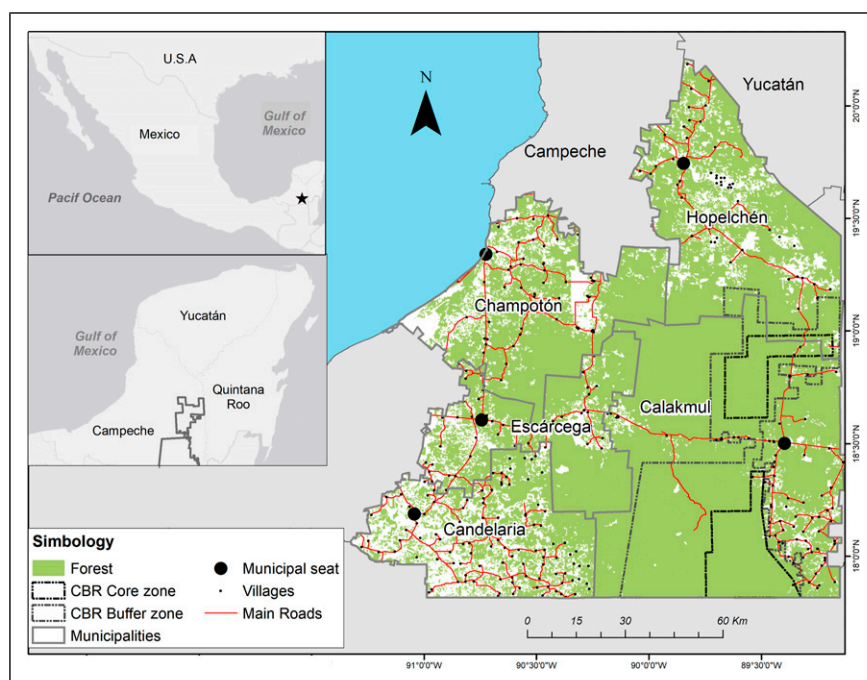 U.S.A
Gulf of
Mexico
Mexico
Pacif Ocean
Yucatán
Gulf of
Mexico
Quintana
Roo
Campeche
N
Yucatán
Campeche
Hopelchén
Champotón
Calakmul
Escárcega
Candelaria
20°0'0"N
19°30'0"N
19°0'0"N
18°30'0"N
18°0'0"N
Simbology
Forest
CBR Core zone
CBR Buffer zone
Municipalities
Municipal seat
Villages
Main Roads
0 15 30 60 Km
91°0'0"W 90°30'0"W 90°0'0"W 89°30'0"W